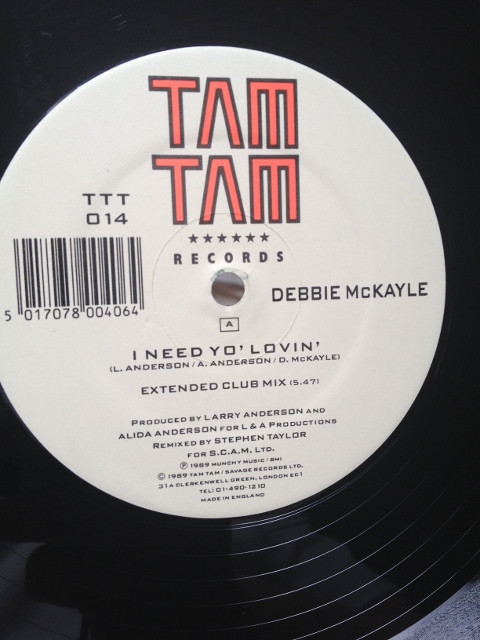 TAM
TAM
★★★★★★
RECORDS
TTT
014
5 017078 004064
DEBBIE McKAYLE
A
I NEED YO' LOVIN'
(L. ANDERSON / A. ANDERSON / D. McKAYLE)
EXTENDED CLUB MIX (5.47)
PRODUCED BY LARRY ANDERSON AND
ALIDA ANDERSON FOR L & A PRODUCTIONS
REMIXED BY STEPHEN TAYLOR
FOR S.C.A.M. LTD.
Ⓟ 1989 MUNCHY MUSIC / BMI
© 1989 TAM TAM / SAVAGE RECORDS LTD.
31A CLERKENWELL GREEN, LONDON EC1
TEL: 01-490-1210
MADE IN ENGLAND